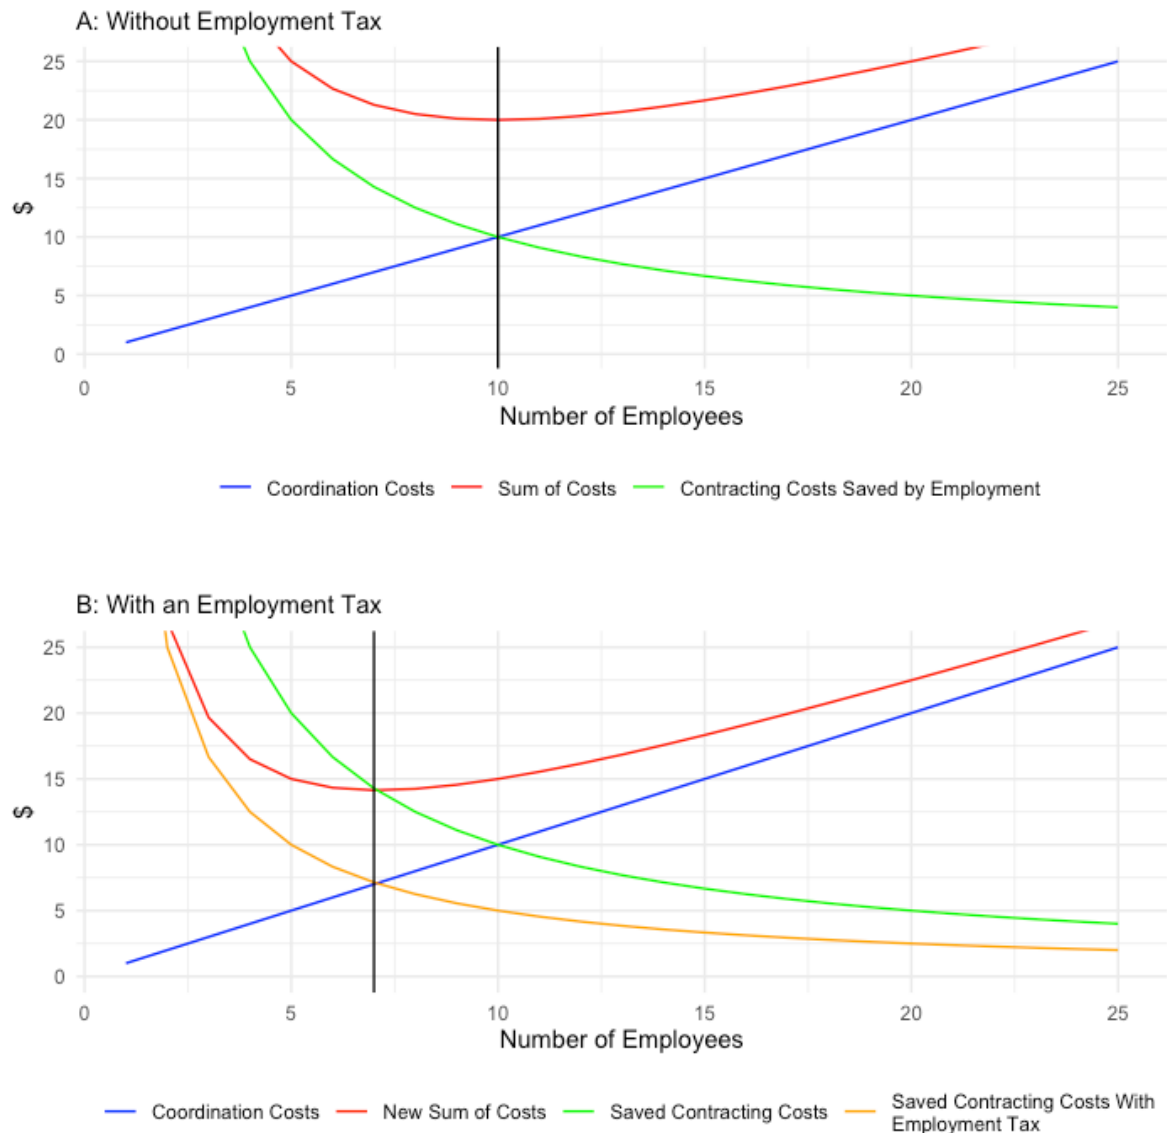 A: Without Employment Tax
25
20
15
10
5
0
$
0 5 10 15 20 25
Number of Employees
Coordination Costs Sum of Costs Contracting Costs Saved by Employment
B: With an Employment Tax
25
20
15
10
5
0
$
0 5 10 15 20 25
Number of Employees
Coordination Costs New Sum of Costs Saved Contracting Costs Saved Contracting Costs With
Employment Tax